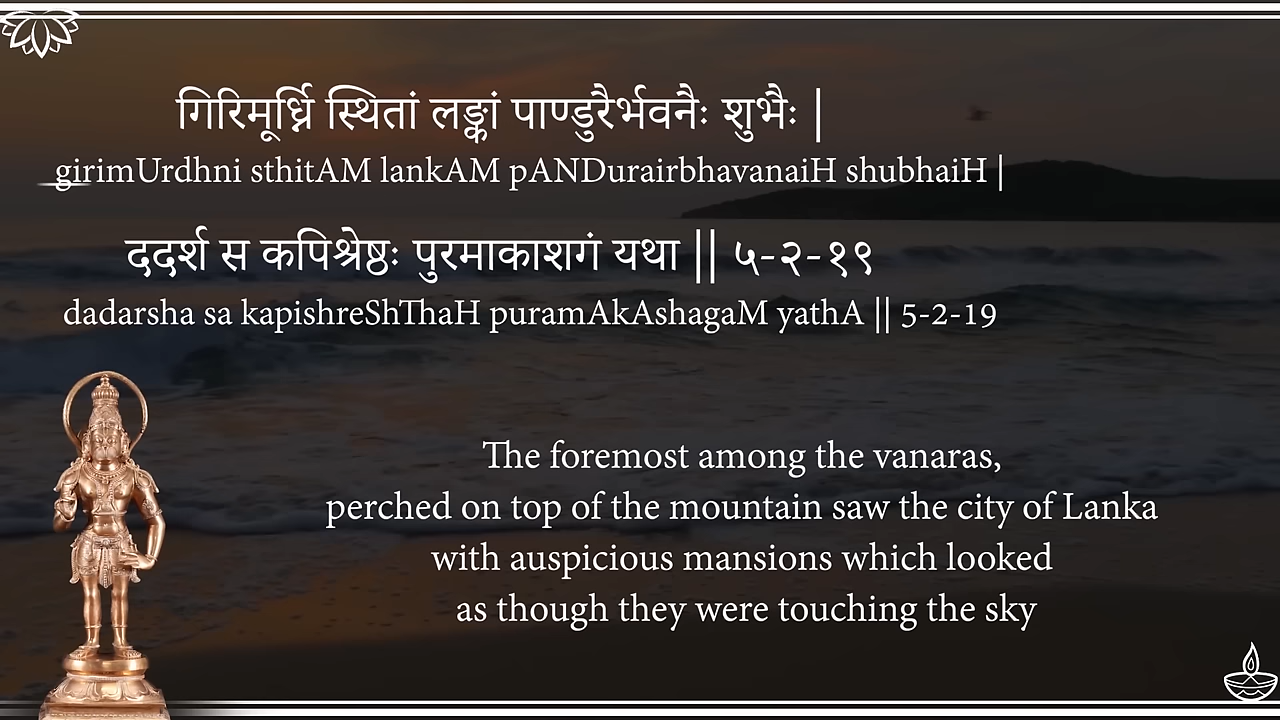 गिरिमूर्ध्नि स्थितां लङ्कां पाण्डुरैर्भवनैः शुभैः |
girimUrdhni sthitAM lankAM pANDurairbhavanaiH shubhaiH |
ददर्श स कपिश्रेष्ठः पुरमाकाशगं यथा || ५-२-१९
dadarsha sa kapishreShThaH puramAkAshagaM yathA || 5-2-19
The foremost among the vanaras,
perched on top of the mountain saw the city of Lanka
with auspicious mansions which looked
as though they were touching the sky